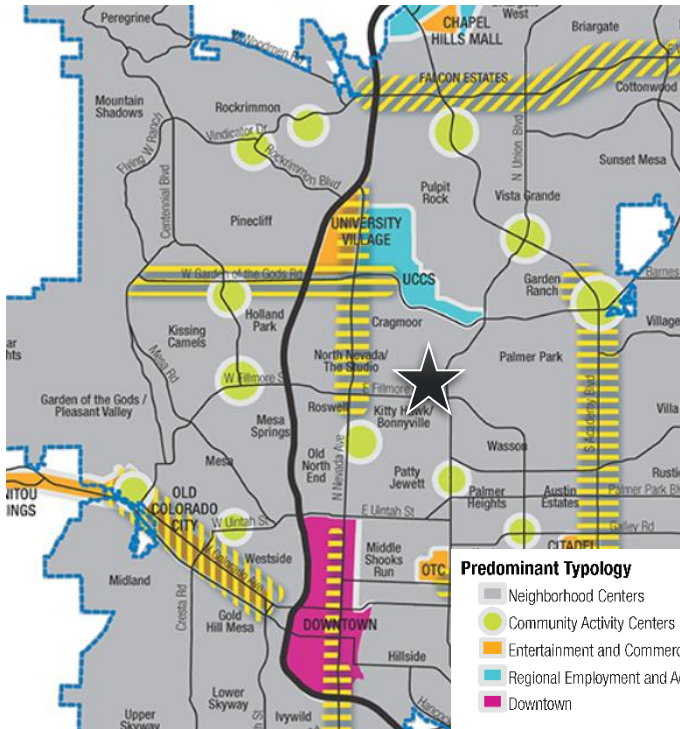 Peregrine
W Woodmen Rd
CHAPEL
HILLS MALL
West
Briargate
FALCON ESTATES
Cottonwood
Mountain
Shadows
Rockrimmon
Vindicator Dr
Rockrimmon Blvd
Flying W Ranch
Centennial Blvd
N Union Blvd
Sunset Mesa
Pulpit
Rock
Vista Grande
Pinecliff
UNIVERSITY
VILLAGE
W Garden of the Gods Rd
UCCS
Garden
Ranch
Barnes
Holland
Park
Kissing
Camels
Cragmoor
Village
North Nevada/
The Studio
Palmer Park
Mesa Rd
W Fillmore S
E Fillmore
Garden of the Gods /
Pleasant Valley
Roswell
Kitty Hawk/
Bonnyville
Mesa
Springs
S Academy Blvd
Villa
Old
North
End
N Nevada Ave
Wasson
Mesa
Patty
Jewett
Palmer
Heights
Austin
Estates
Rustic
Palmer Park Bl
NITOU
INGS
OLD
COLORADO
CITY
W Uintah St
E Uintah St
Galley Rd
CITADEL
Westside
Middle
Shooks
Run
OTC
Midland
Cresta Rd
Gold
Hill Mesa
DOWNTOWN
Hillside
Lower
Skyway
Upper
Skyway
Ivywild
Hancock
Predominant Typology
Neighborhood Centers
Community Activity Centers
Entertainment and Commerc
Regional Employment and A
Downtown